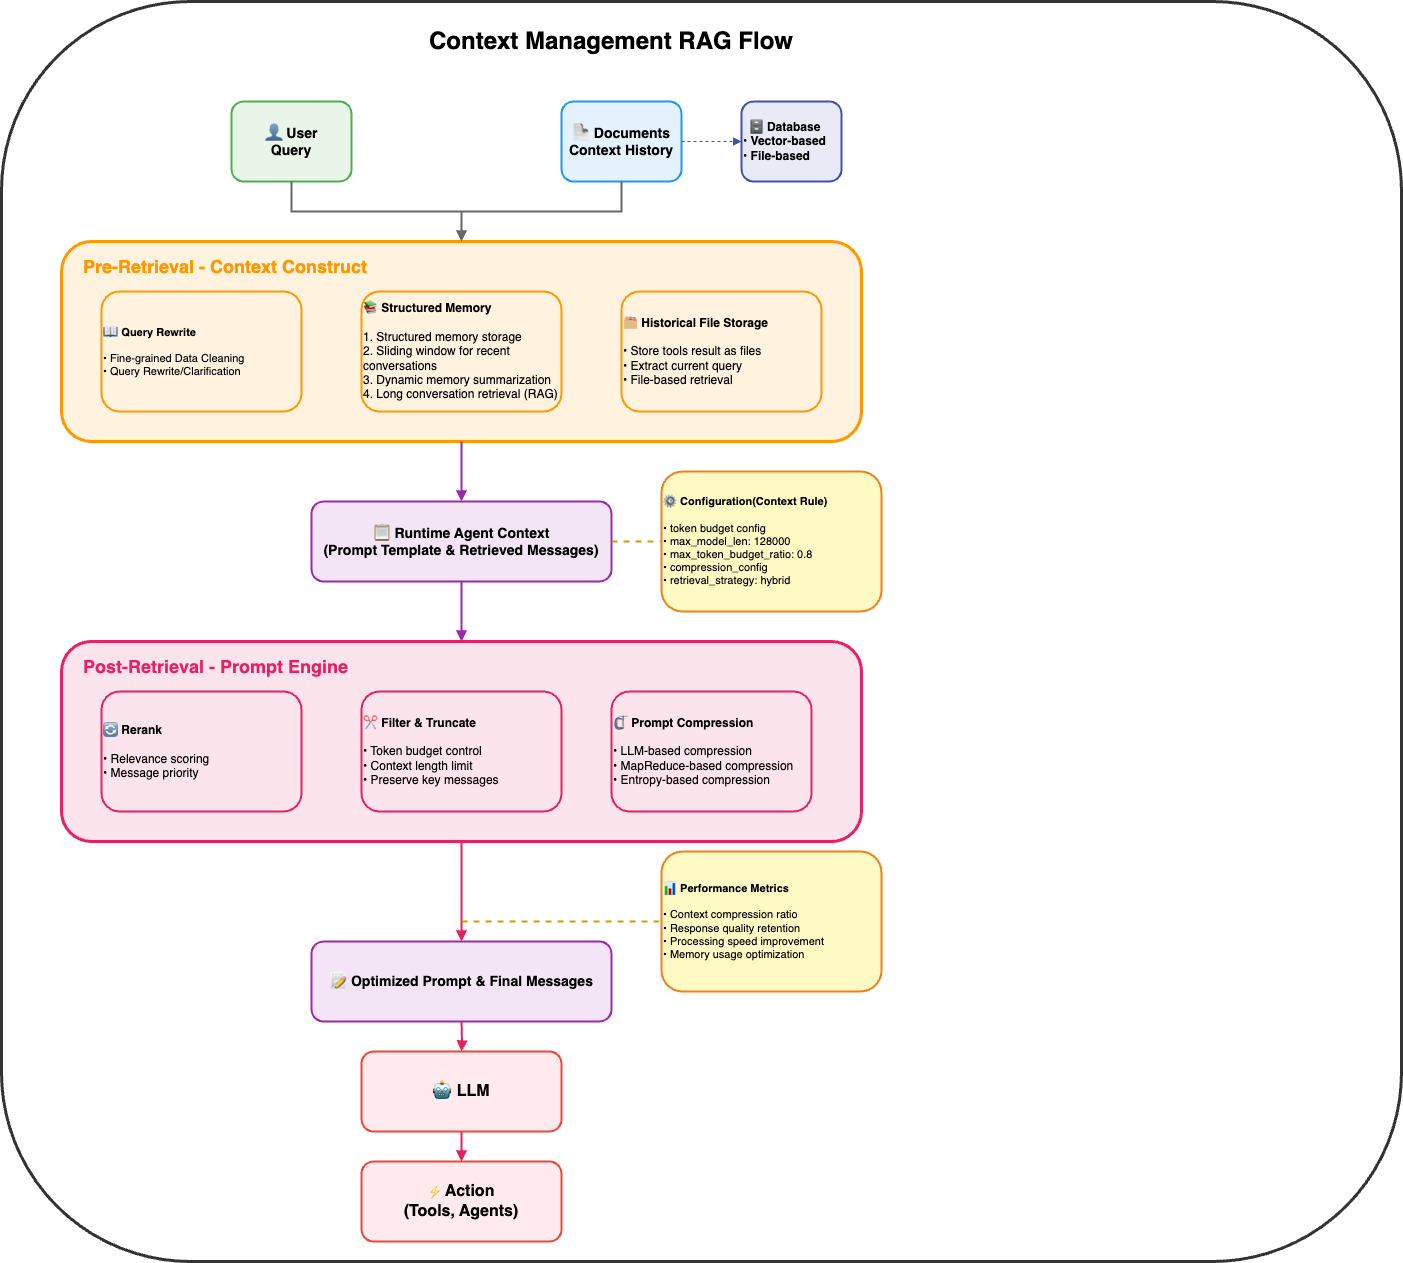 Context Management RAG Flow
User
Query
Documents
Context History
Database
• Vector-based
• File-based
Pre-Retrieval - Context Construct
Query Rewrite
• Fine-grained Data Cleaning
• Query Rewrite/Clarification
Structured Memory
1. Structured memory storage
2. Sliding window for recent
conversations
3. Dynamic memory summarization
4. Long conversation retrieval (RAG)
Historical File Storage
• Store tools result as files
• Extract current query
• File-based retrieval
Runtime Agent Context
(Prompt Template & Retrieved Messages)
Configuration(Context Rule)
• token budget config
• max_model_len: 128000
• max_token_budget_ratio: 0.8
• compression_config
• retrieval_strategy: hybrid
Post-Retrieval - Prompt Engine
Rerank
• Relevance scoring
• Message priority
Filter & Truncate
• Token budget control
• Context length limit
• Preserve key messages
Prompt Compression
• LLM-based compression
• MapReduce-based compression
• Entropy-based compression
Performance Metrics
• Context compression ratio
• Response quality retention
• Processing speed improvement
• Memory usage optimization
Optimized Prompt & Final Messages
LLM
Action
(Tools, Agents)